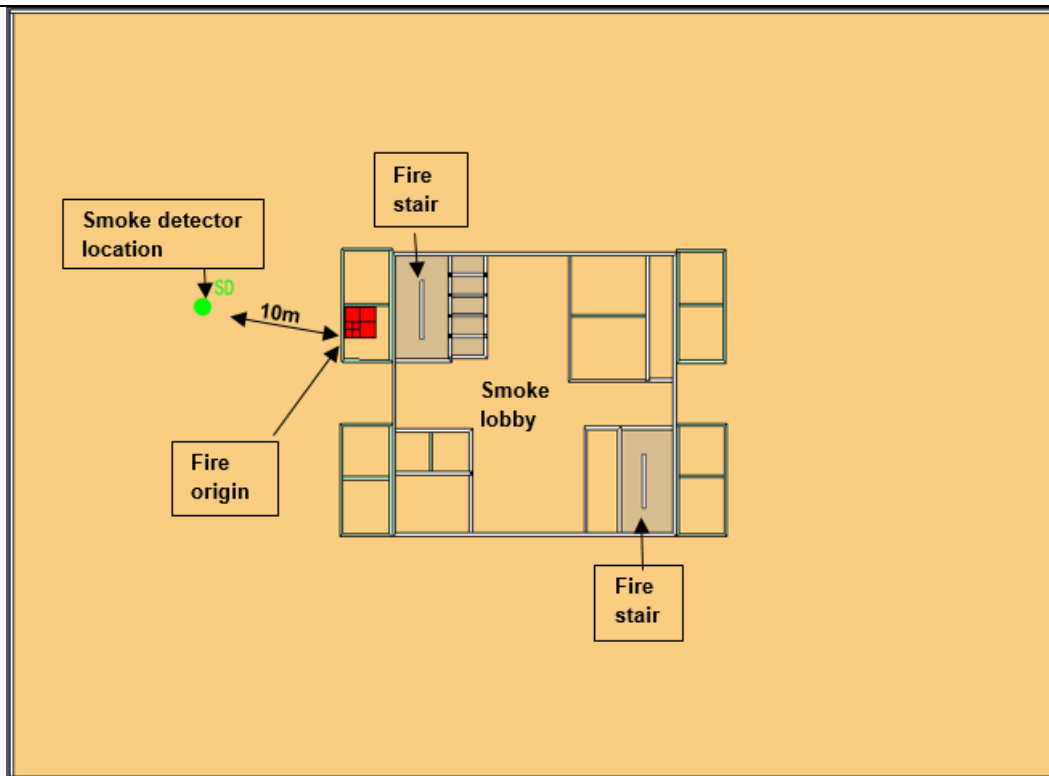 Fire
stair
Smoke detector
location
SD
10m
Smoke
lobby
Fire
origin
Fire
stair